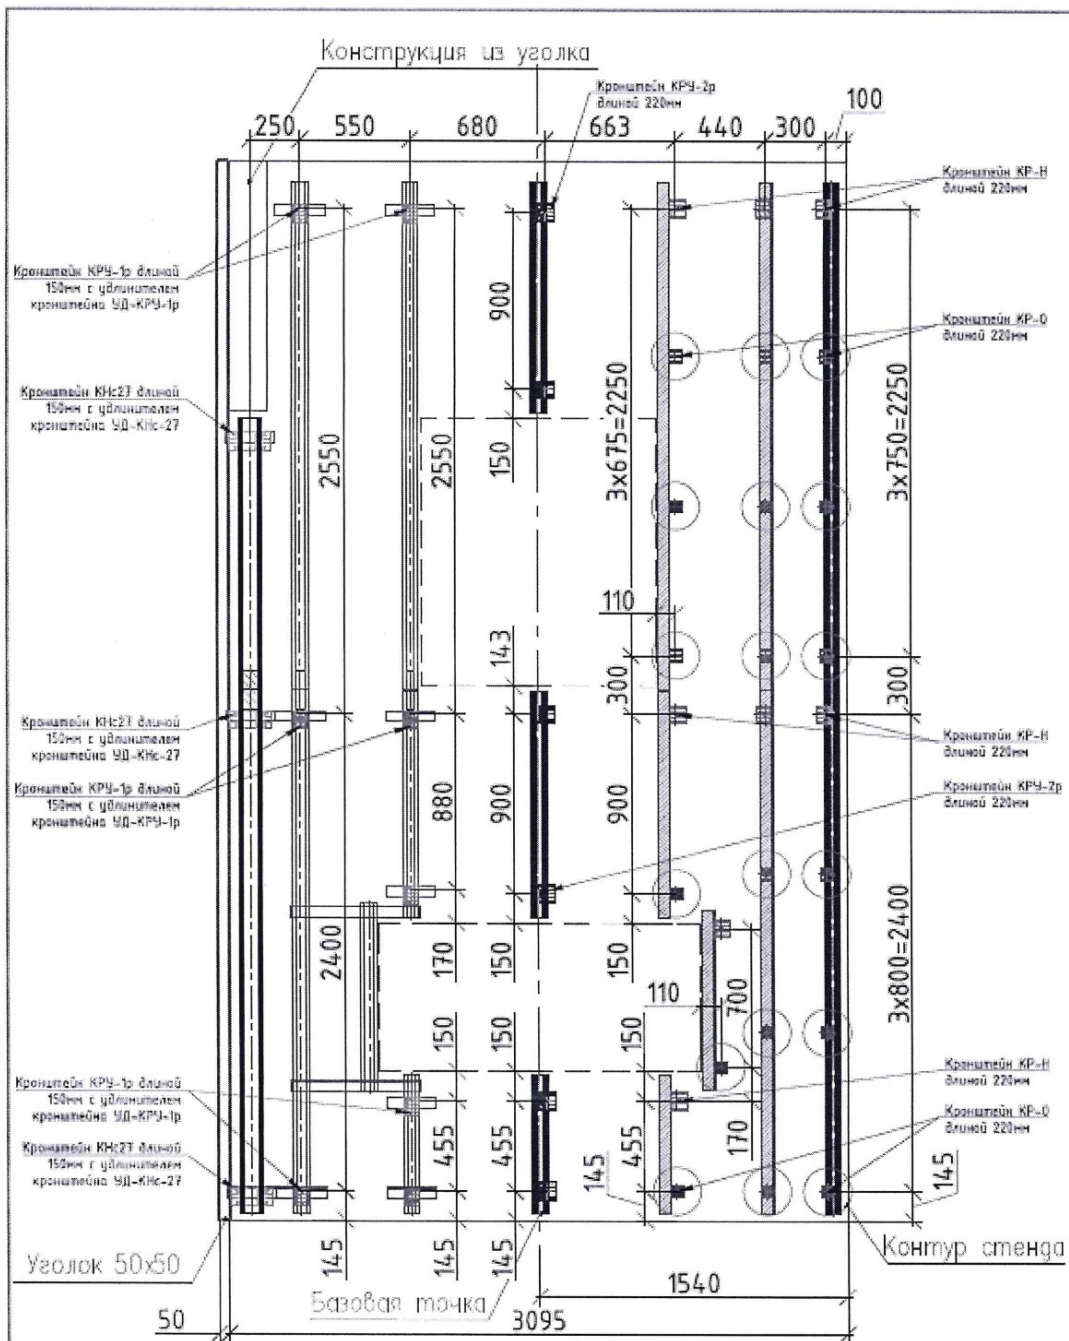 Конструкция из уголка
Кронштейн КРУ-2р
длиной 220мм
100
250
550
680
663
440
300
Кронштейн КР-Н
длиной 220мм
Кронштейн КРУ-1р длиной
150мм с удлинителем
кронштейна УД-КРУ-1р
900
Кронштейн КР-О
длиной 220мм
Кронштейн КНс27 длиной
150мм с удлинителем
кронштейна УД-КНс-27
2550
2550
150
3х675=2250
3х750=2250
110
143
300
300
Кронштейн КНс27 длиной
150мм с удлинителем
кронштейна УД-КНс-27
Кронштейн КР-Н
длиной 220мм
Кронштейн КРУ-1р длиной
150мм с удлинителем
кронштейна УД-КРУ-1р
880
900
900
Кронштейн КРУ-2р
длиной 220мм
2400
170
150
150
110
700
3х800=2400
150
150
150
Кронштейн КРУ-1р длиной
150мм с удлинителем
кронштейна УД-КРУ-1р
Кронштейн КР-Н
длиной 220мм
Кронштейн КР-О
длиной 220мм
Кронштейн КНс27 длиной
150мм с удлинителем
кронштейна УД-КНс-27
455
455
455
170
145
145
145
145
145
Уголок 50х50
Контур стенда
Базовая точка
1540
50
3095